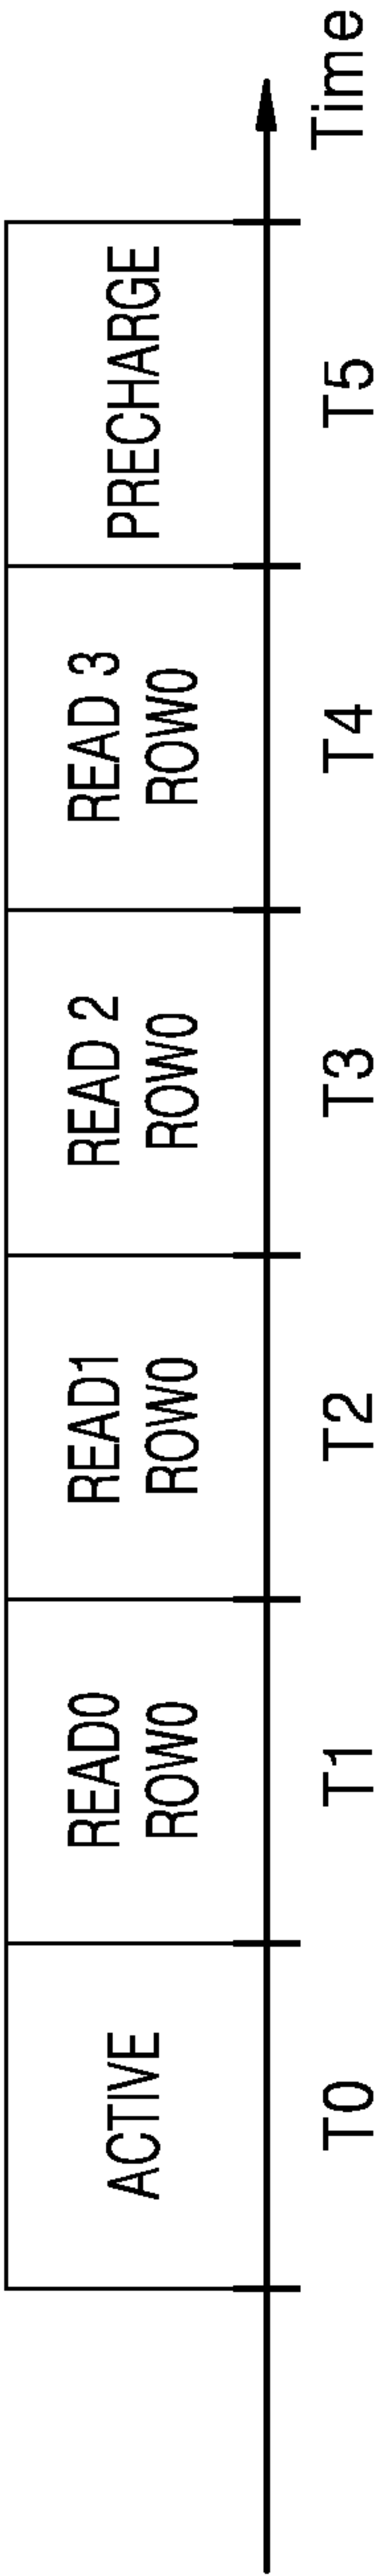 ACTIVE
READ0
ROW0
READ1
ROW0
READ 2
ROW0
READ 3
ROW0
PRECHARGE
T0
T1
T2
T3
T4
T5
Time